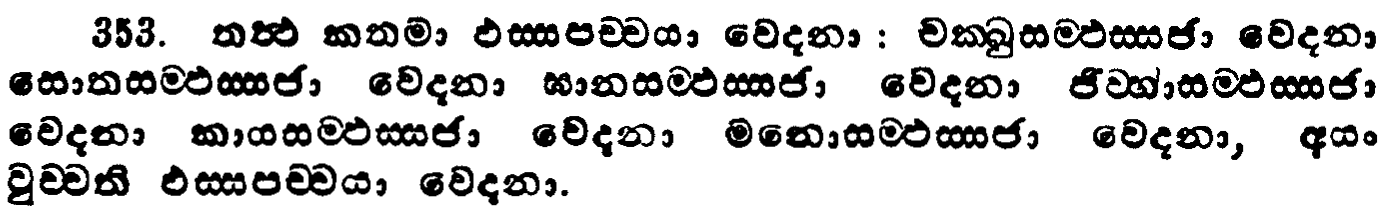 353. තත්‍ථ කතමා ඵස්සපච්චයා වෙදනා : චක්ඛුසම්ඵස්සජා වෙදනා
සොතසම්ඵස්සජා වෙදනා ඝානසම්ඵස්සජා වෙදනා ජිව්හාසම්ඵස්සජා
වෙදනා කායසම්ඵස්සජා වෙදනා මනොසම්ඵස්සජා වෙදනා, අයං
වුච්චති ඵස්සපච්චයා වෙදනා.